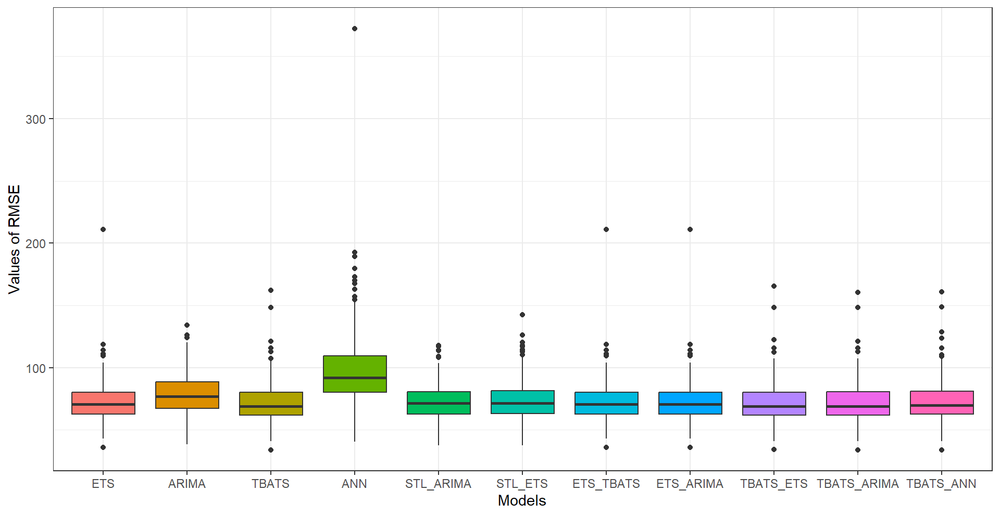 Values of RMSE
300
200
100
ETS ARIMA TBATS ANN STL_ARIMA STL_ETS ETS_TBATS ETS_ARIMA TBATS_ETS TBATS_ARIMA TBATS_ANN
Models